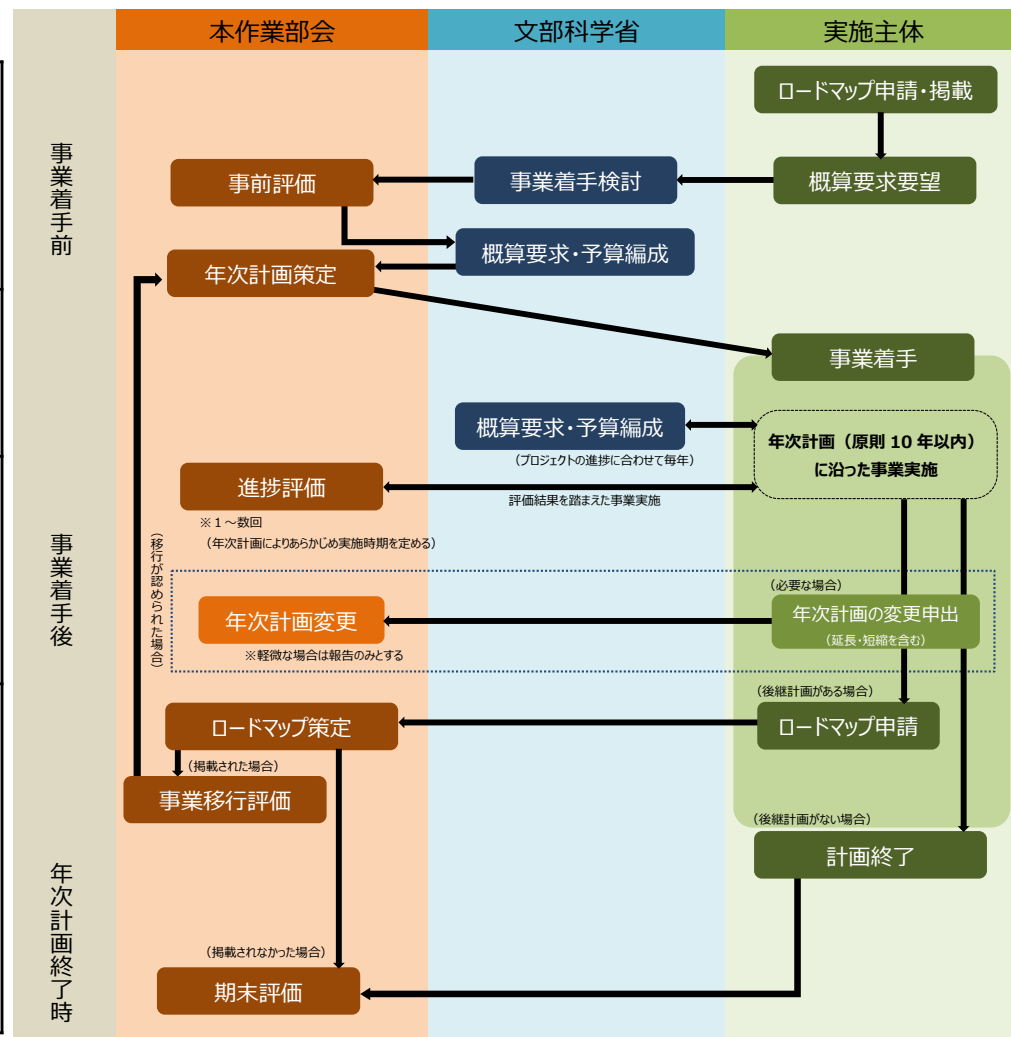 本作業部会
文部科学省
実施主体
事業着手前
ロードマップ申請・掲載
事前評価
事業着手検討
概算要求要望
概算要求・予算編成
年次計画策定
事業着手
事業着手後
概算要求・予算編成
（プロジェクトの進捗に合わせて毎年）
年次計画（原則 10 年以内）
に沿った事業実施
進捗評価
評価結果を踏まえた事業実施
※１～数回
（年次計画によりあらかじめ実施時期を定める）
（移行が認められた場合）
（必要な場合）
年次計画変更
年次計画の変更申出
（延長・短縮を含む）
※軽微な場合は報告のみとする
（後継計画がある場合）
ロードマップ策定
ロードマップ申請
（掲載された場合）
事業移行評価
（後継計画がない場合）
計画終了
年次計画終了時
（掲載されなかった場合）
期末評価